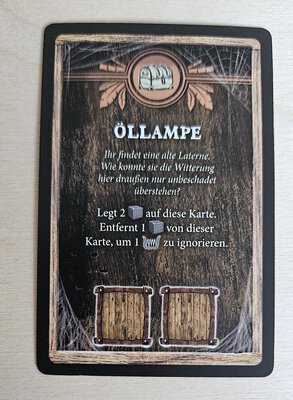 ÖLLAMPE
Ihr findet eine alte Laterne.
Wie konnte sie die Witterung
hier draußen nur unbeschadet
überstehen?
Legt 2 auf diese Karte.
Entfernt 1 von dieser
Karte, um 1 zu ignorieren.